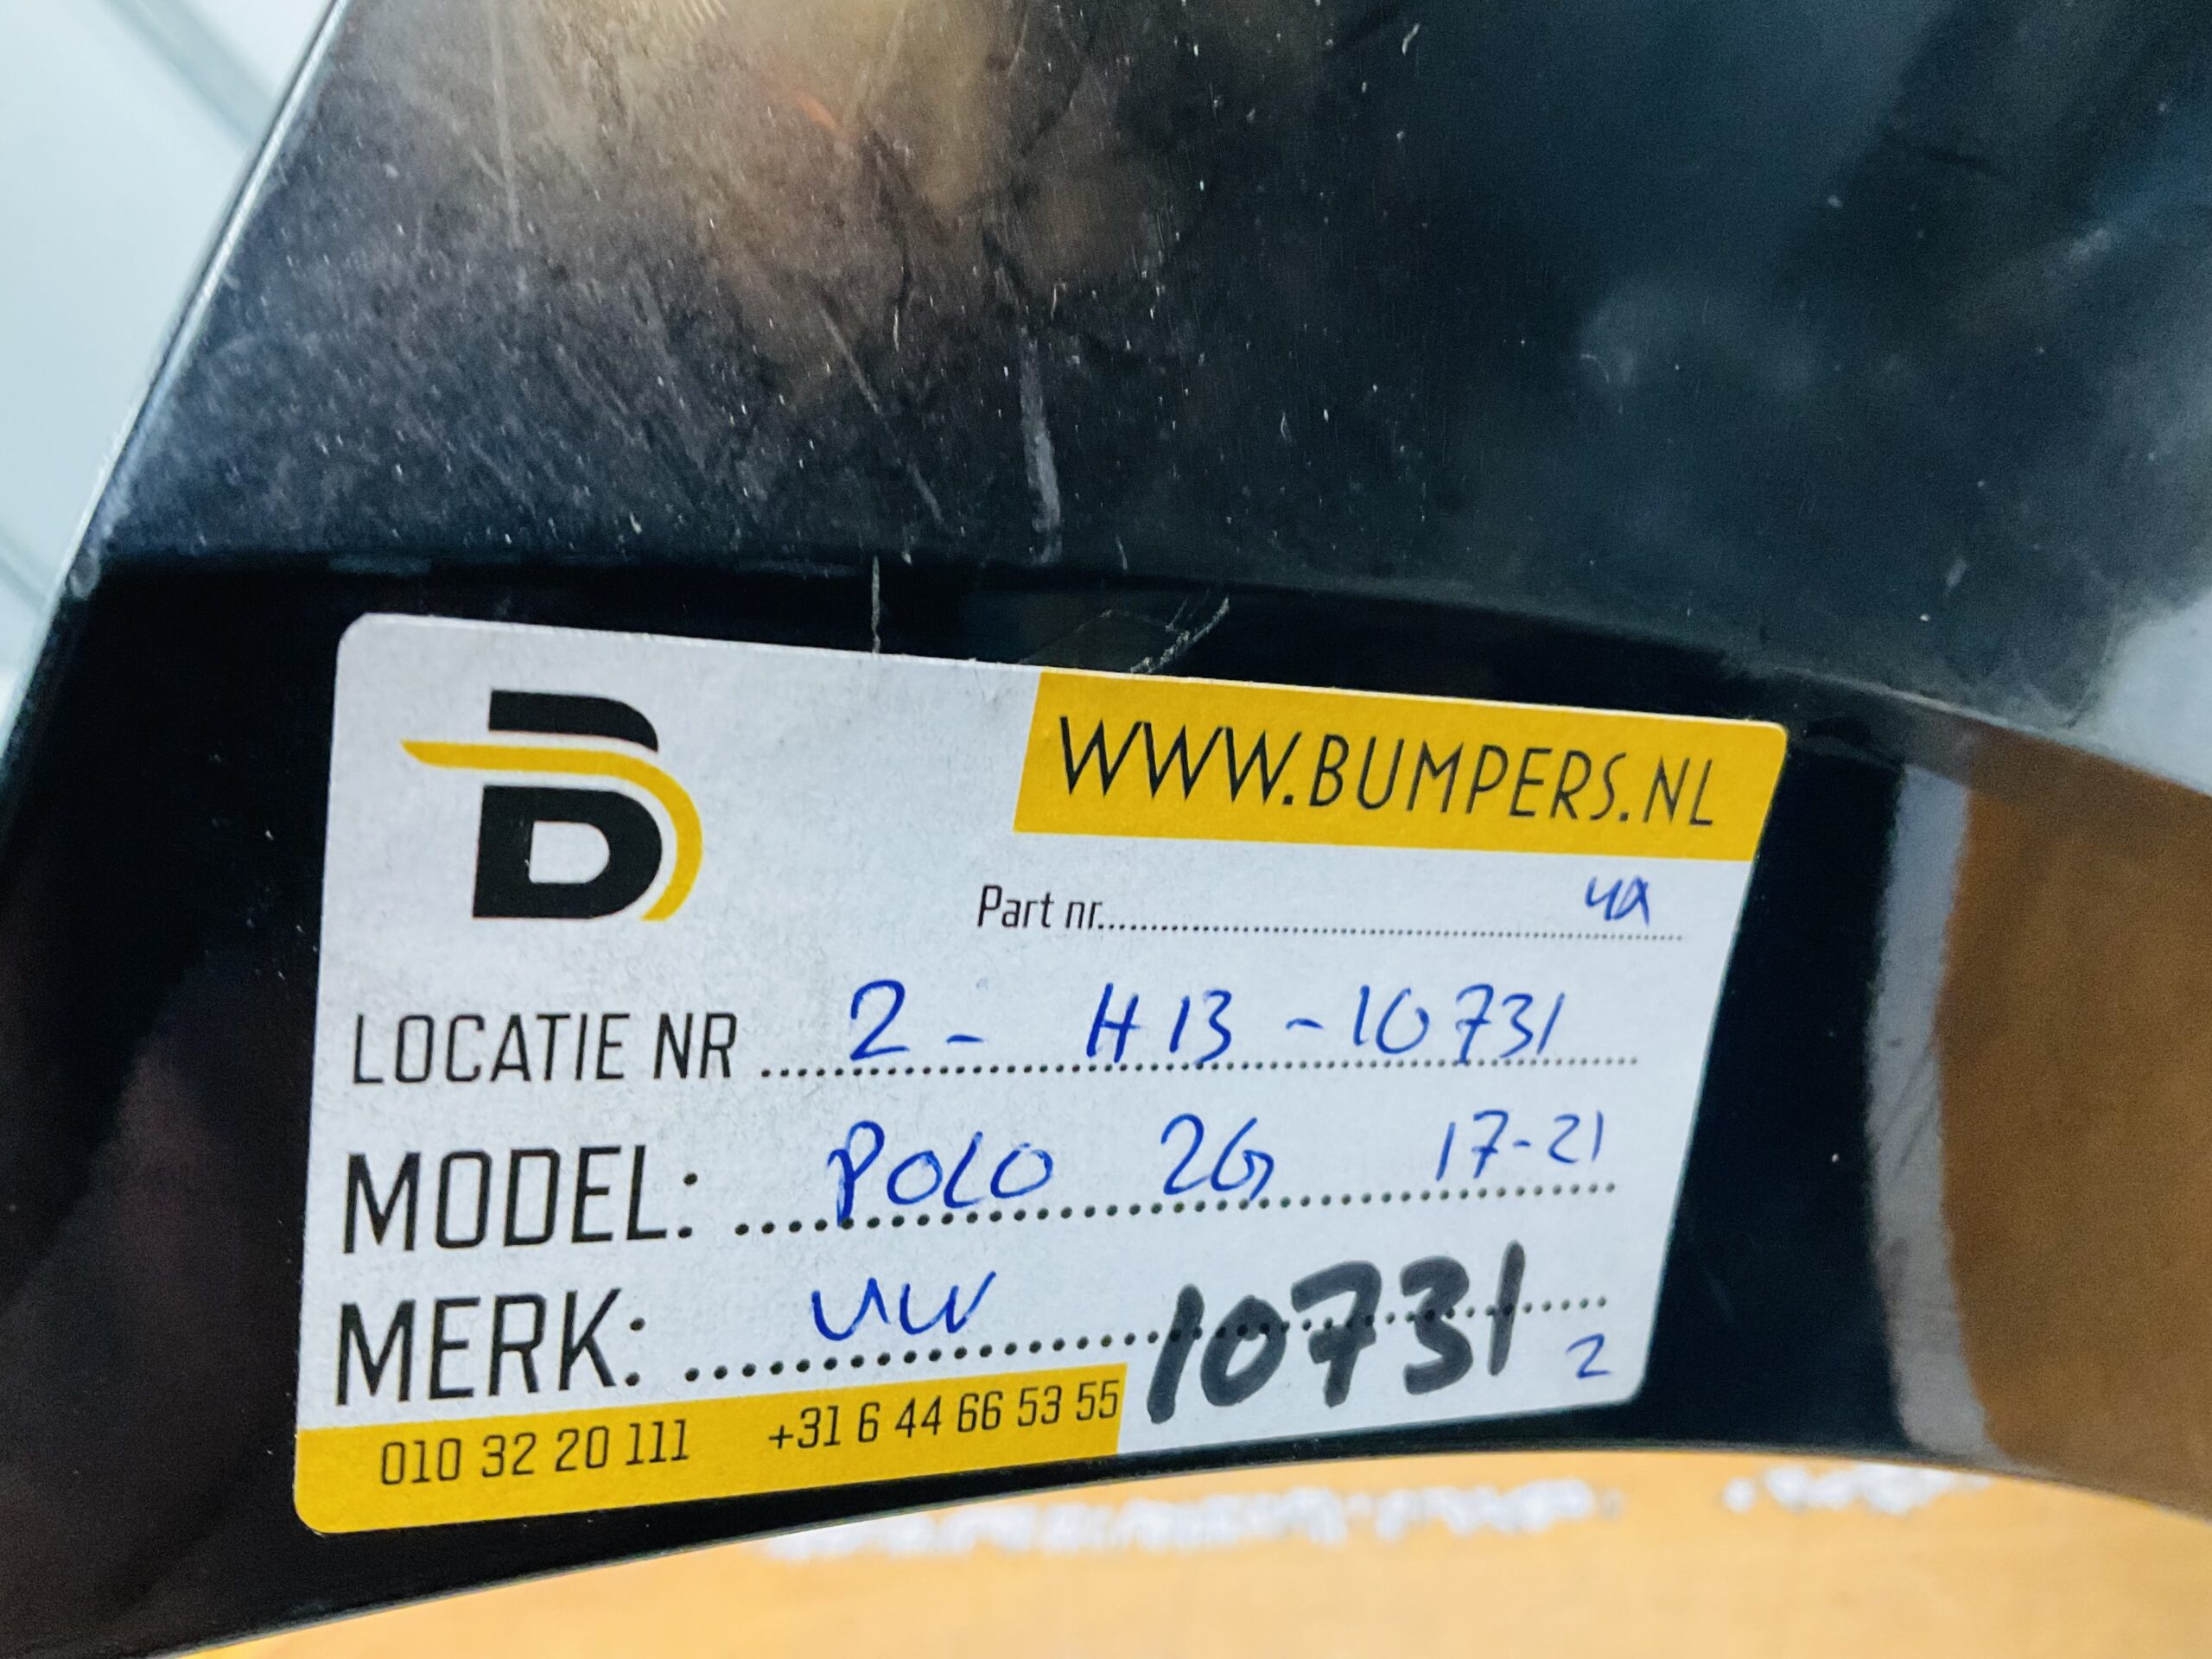 B
WWW.BUMPERS.NL
Part nr.............. 4a
LOCATIE NR 2 - H13 - 10731
MODEL: POLO 2G 17-21
MERK: VW 10731 2
010 32 20 111 +31 6 44 66 53 55